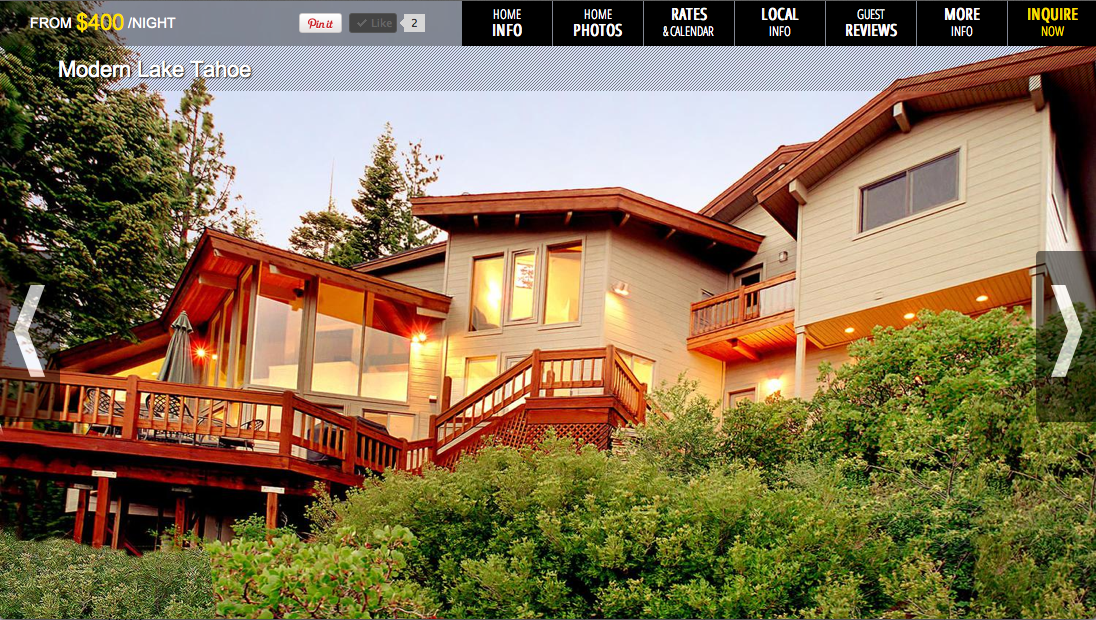 FROM $400 /NIGHT
Pin it
Like
2
HOME
INFO
HOME
PHOTOS
RATES
& CALENDAR
LOCAL
INFO
GUEST
REVIEWS
MORE
INFO
INQUIRE
NOW
Modern Lake Tahoe